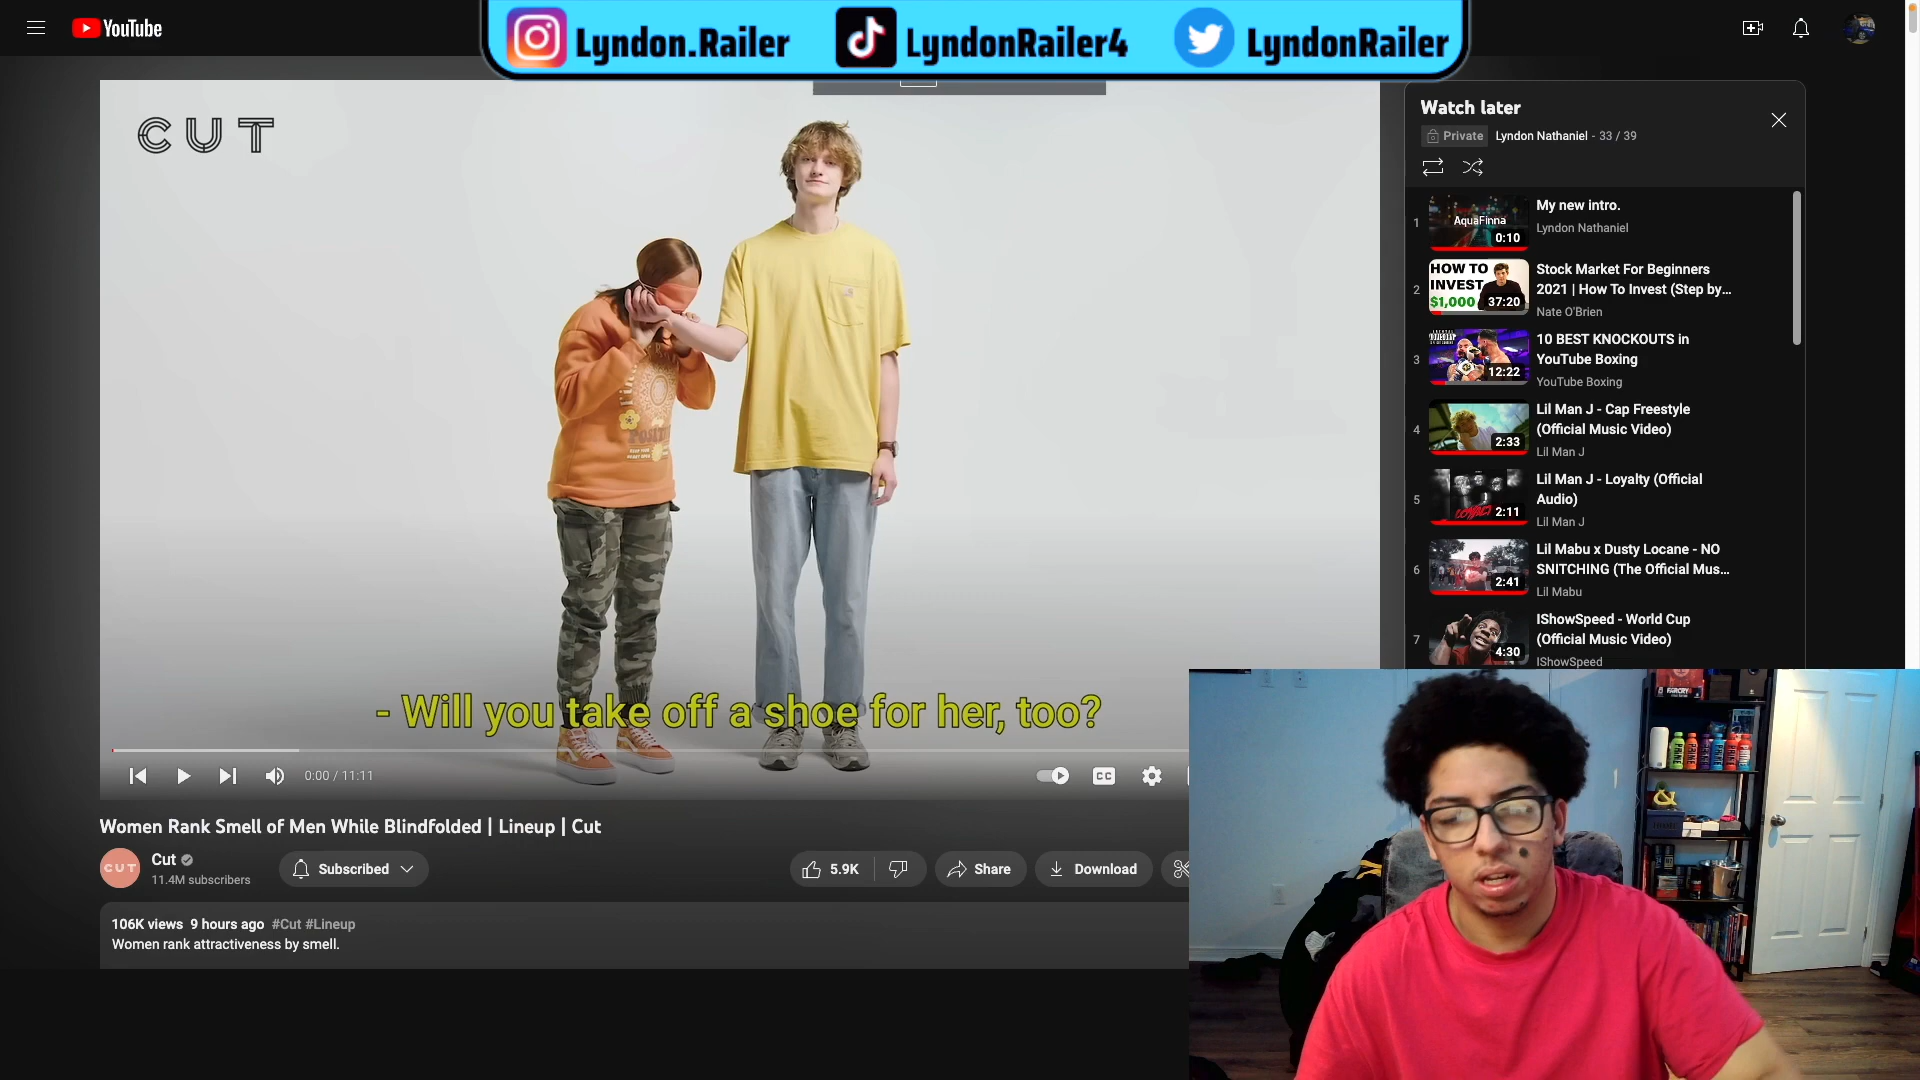 YouTube
Lyndon.Railer
LyndonRailer4
LyndonRailer
CUT
- Will you take off a shoe for her, too?
0:00 / 11:11
CC
Women Rank Smell of Men While Blindfolded | Lineup | Cut
CUT
Cut
11.4M subscribers
Subscribed
5.9K
Share
Download
106K views 9 hours ago #Cut #Lineup
Women rank attractiveness by smell.
Watch later
Private
Lyndon Nathaniel - 33 / 39
1
AquaFinna
0:10
My new intro.
Lyndon Nathaniel
2
HOW TO
INVEST
$1,000
37:20
Stock Market For Beginners
2021 | How To Invest (Step by...
Nate O'Brien
3
12:22
10 BEST KNOCKOUTS in
YouTube Boxing
YouTube Boxing
4
2:33
Lil Man J - Cap Freestyle
(Official Music Video)
Lil Man J
5
2:11
Lil Man J - Loyalty (Official
Audio)
Lil Man J
6
2:41
Lil Mabu x Dusty Locane - NO
SNITCHING (The Official Mus...
Lil Mabu
7
4:30
IShowSpeed - World Cup
(Official Music Video)
IShowSpeed
FARCRY
&